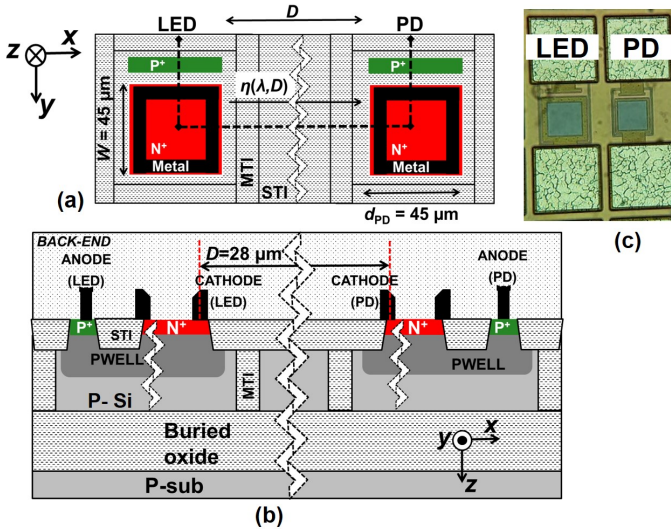 LED
D
PD
z
x
y
P⁺
P⁺
η(λ,D)
W = 45 µm
N⁺
Metal
MTI
STI
N⁺
Metal
d_PD = 45 µm
(a)
LED PD
(c)
BACK-END
ANODE
(LED)
D=28 µm
CATHODE
(LED)
CATHODE
(PD)
ANODE
(PD)
P⁺
STI
N⁺
N⁺
P⁺
PWELL
PWELL
MTI
P- Si
Buried
oxide
P-sub
y
x
z
(b)